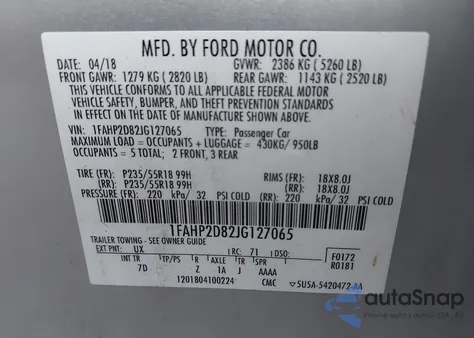 MFD. BY FORD MOTOR CO.
DATE: 04/18 GVWR: 2386 KG ( 5260 LB)
FRONT GAWR: 1279 KG ( 2820 LB) REAR GAWR: 1143 KG ( 2520 LB)
THIS VEHICLE CONFORMS TO ALL APPLICABLE FEDERAL MOTOR
VEHICLE SAFETY, BUMPER, AND THEFT PREVENTION STANDARDS
IN EFFECT ON THE DATE OF MANUFACTURE SHOWN ABOVE.
VIN: 1FAHP2D82JG127065 TYPE: Passenger Car
MAXIMUM LOAD = OCCUPANTS + LUGGAGE = 430KG/ 950LB
OCCUPANTS = 5 TOTAL; 2 FRONT, 3 REAR
TIRE (FR): P235/55R18 99H RIMS (FR): 18X8.0J
(RR): P235/55R18 99H (RR): 18X8.0J
PRESSURE (FR): 220 kPa/ 32 PSI COLD (RR): 220 kPa/ 32 PSI COLD
1FAHP2D82JG127065
TRAILER TOWING - SEE OWNER GUIDE
EXT PNT: UX RC: 71 DSO: F0172
INT TR TP/PS R AXLE TR SPR R0181
7D Z 1A J AAAA
1201804100224 CMC 5U5A-5420472-AA
autoSnap